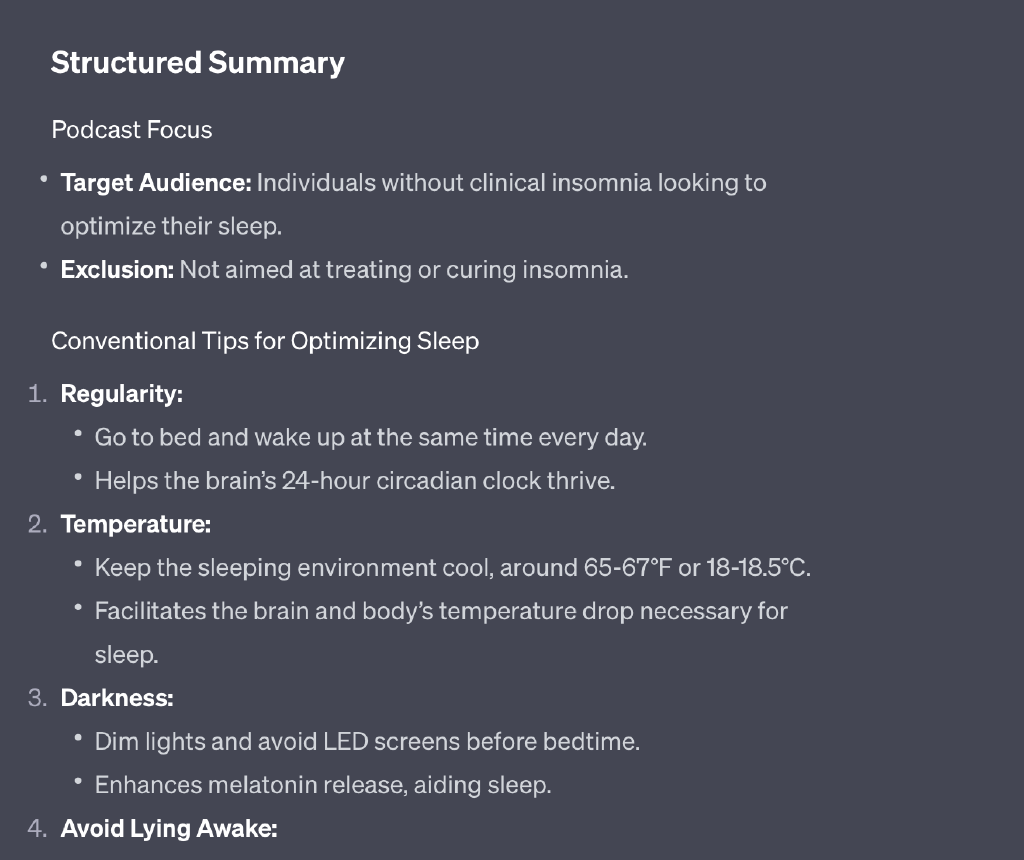 Structured Summary
Podcast Focus
• Target Audience: Individuals without clinical insomnia looking to
optimize their sleep.
• Exclusion: Not aimed at treating or curing insomnia.
Conventional Tips for Optimizing Sleep
1. Regularity:
• Go to bed and wake up at the same time every day.
• Helps the brain’s 24-hour circadian clock thrive.
2. Temperature:
• Keep the sleeping environment cool, around 65-67°F or 18-18.5°C.
• Facilitates the brain and body’s temperature drop necessary for
sleep.
3. Darkness:
• Dim lights and avoid LED screens before bedtime.
• Enhances melatonin release, aiding sleep.
4. Avoid Lying Awake: